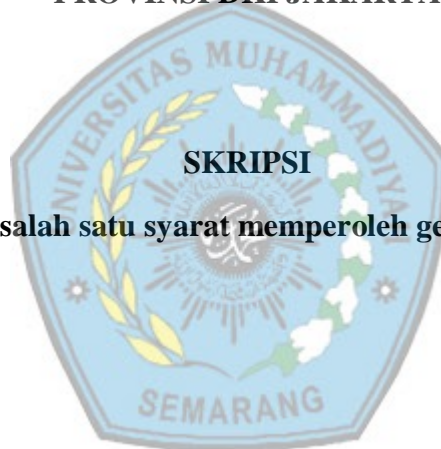 PROVINSI DKI JAKARTA
UNIVERSITAS MUHAMMADIYAH
SKRIPSI
salah satu syarat memperoleh ge
SEMARANG